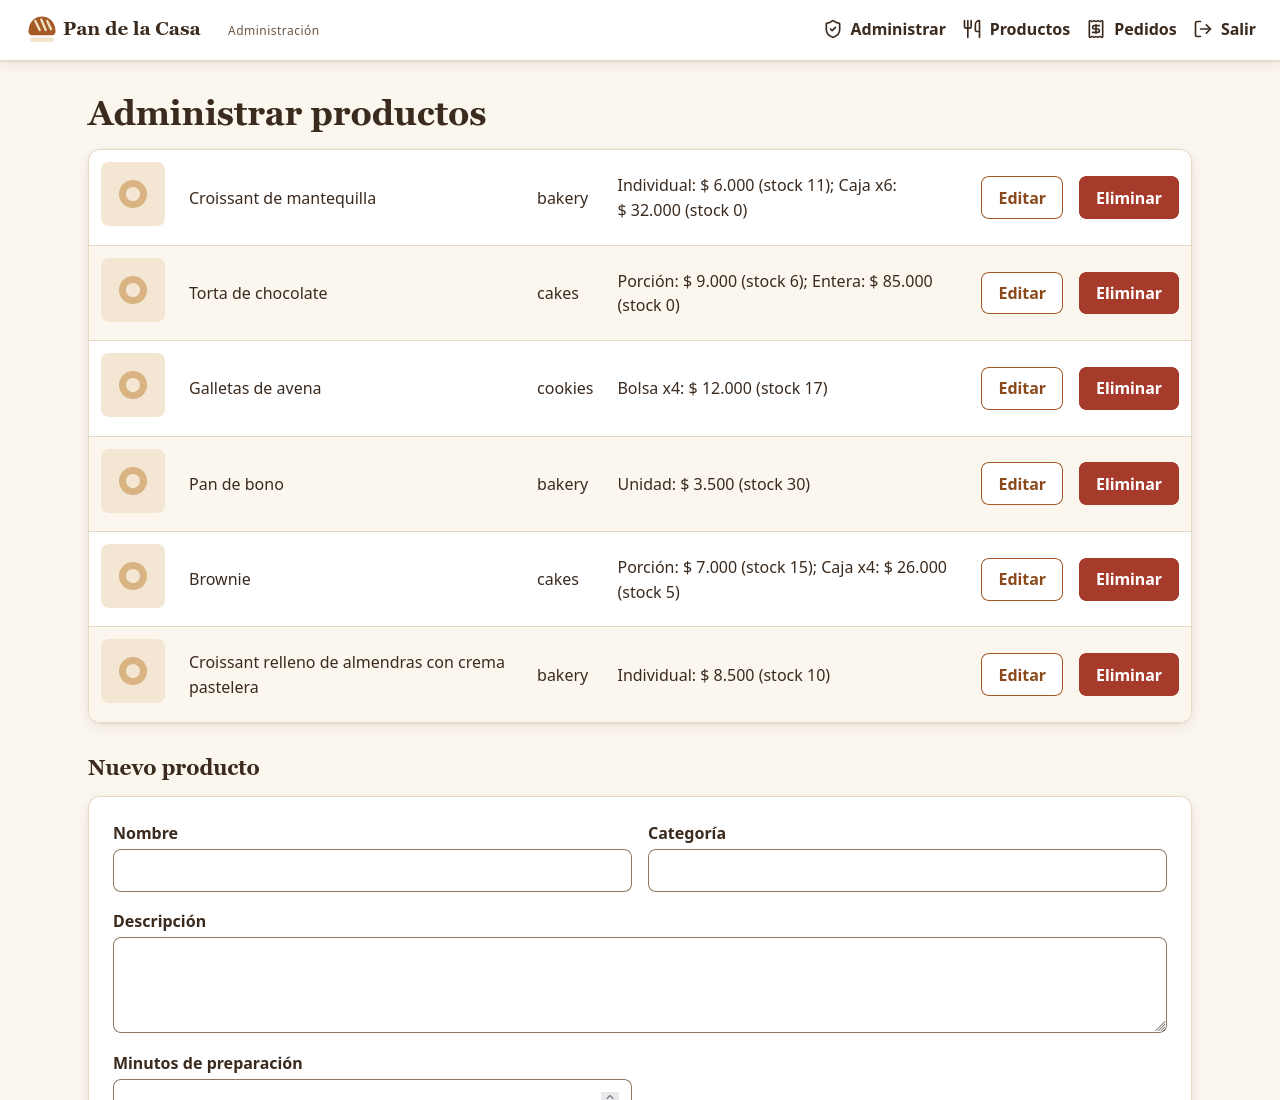 Pan de la Casa
Administración
Administrar
Productos
Pedidos
Salir
Administrar productos
Croissant de mantequilla
bakery
Individual: $ 6.000 (stock 11); Caja x6:
$ 32.000 (stock 0)
Editar
Eliminar
Torta de chocolate
cakes
Porción: $ 9.000 (stock 6); Entera: $ 85.000
(stock 0)
Editar
Eliminar
Galletas de avena
cookies
Bolsa x4: $ 12.000 (stock 17)
Editar
Eliminar
Pan de bono
bakery
Unidad: $ 3.500 (stock 30)
Editar
Eliminar
Brownie
cakes
Porción: $ 7.000 (stock 15); Caja x4: $ 26.000
(stock 5)
Editar
Eliminar
Croissant relleno de almendras con crema
pastelera
bakery
Individual: $ 8.500 (stock 10)
Editar
Eliminar
Nuevo producto
Nombre
Categoría
Descripción
Minutos de preparación